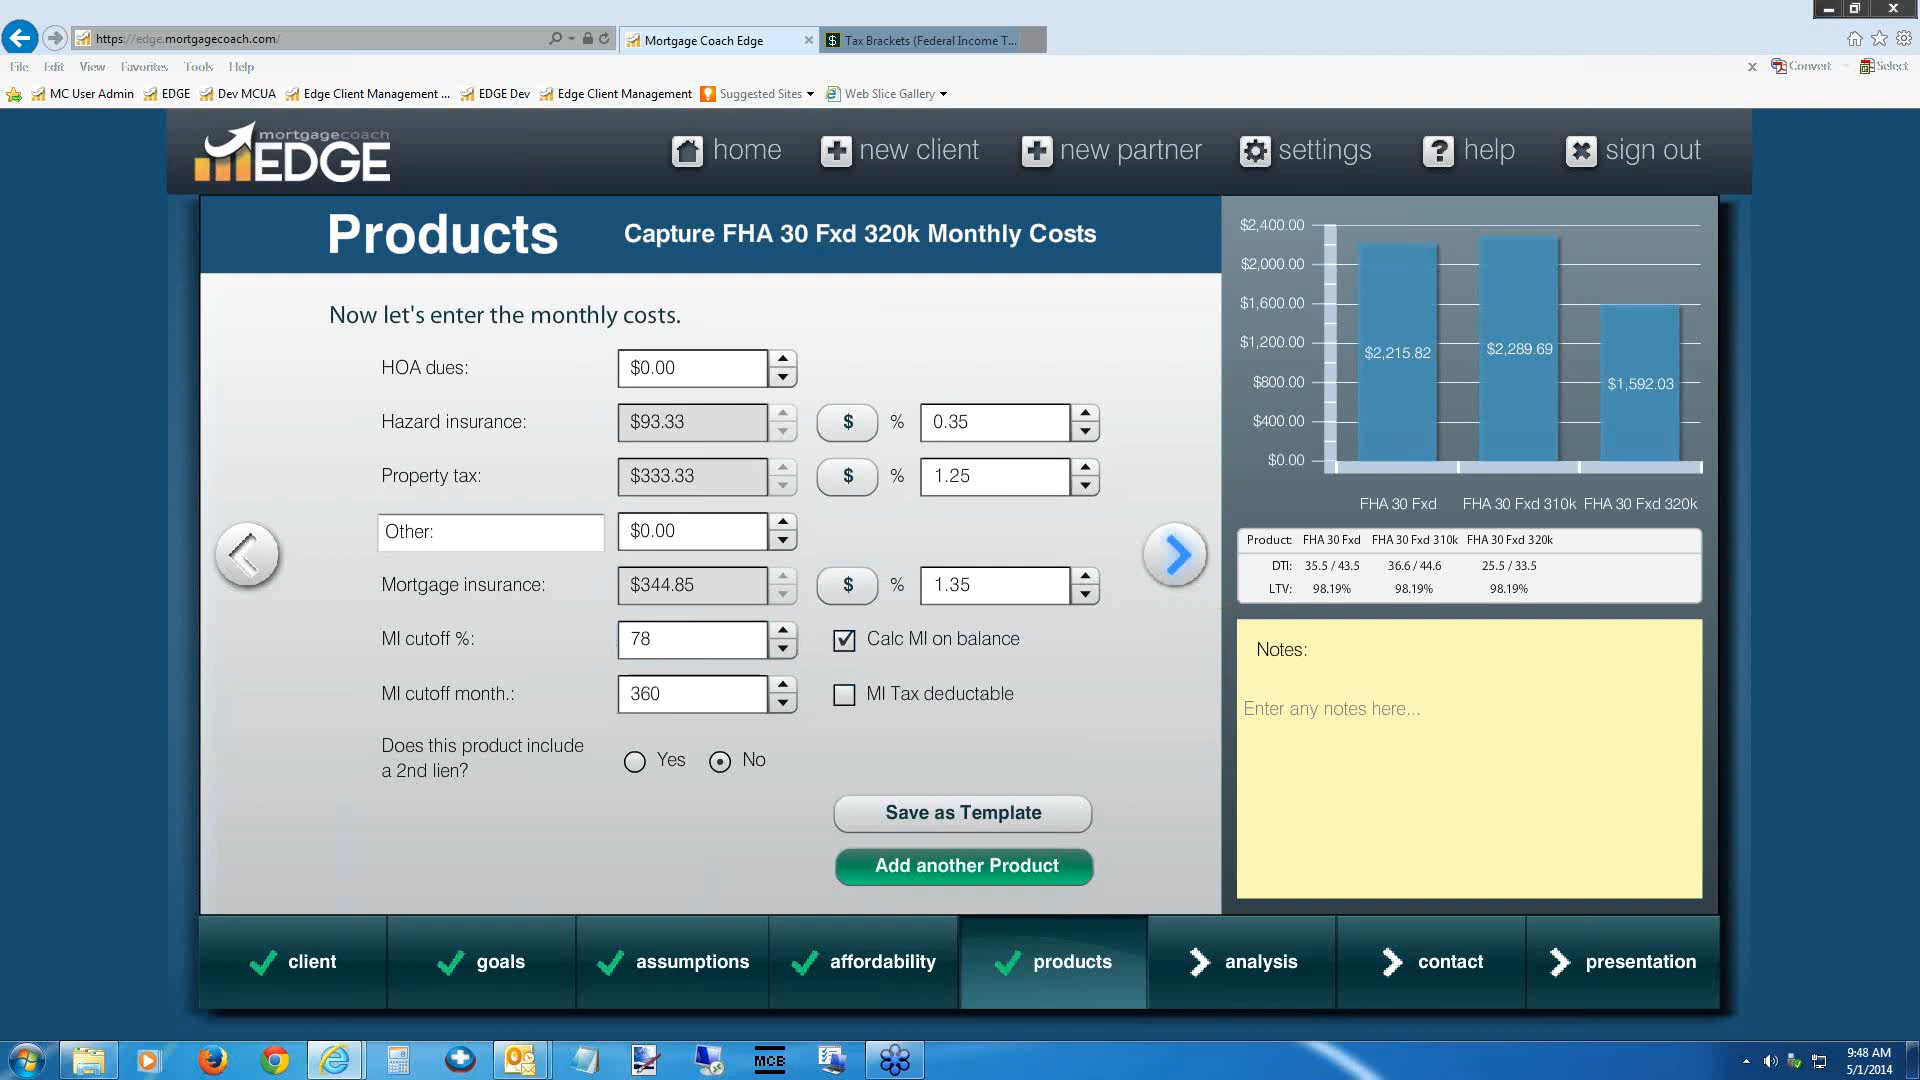 https://edge.mortgagecoach.com/
Mortgage Coach Edge
Tax Brackets (Federal Income T...
File Edit View Favorites Tools Help
x Convert Select
MC User Admin EDGE Dev MCUA Edge Client Management ... EDGE Dev Edge Client Management Suggested Sites Web Slice Gallery
mortgagecoach
EDGE
home new client new partner settings help sign out
Products
Capture FHA 30 Fxd 320k Monthly Costs
Now let's enter the monthly costs.
HOA dues: $0.00
Hazard insurance: $93.33 $ % 0.35
Property tax: $333.33 $ % 1.25
Other: $0.00
Mortgage insurance: $344.85 $ % 1.35
MI cutoff %: 78 Calc MI on balance
MI cutoff month.: 360 MI Tax deductable
Does this product include
a 2nd lien?
Yes No
Save as Template
Add another Product
$2,400.00
$2,000.00
$1,600.00
$1,200.00
$800.00
$400.00
$0.00
$2,215.82
$2,289.69
$1,592.03
FHA 30 Fxd FHA 30 Fxd 310k FHA 30 Fxd 320k
Product: FHA 30 Fxd FHA 30 Fxd 310k FHA 30 Fxd 320k
DTI: 35.5 / 43.5 36.6 / 44.6 25.5 / 33.5
LTV: 98.19% 98.19% 98.19%
Notes:
Enter any notes here...
client goals assumptions affordability products analysis contact presentation
MCB
9:48 AM
5/1/2014